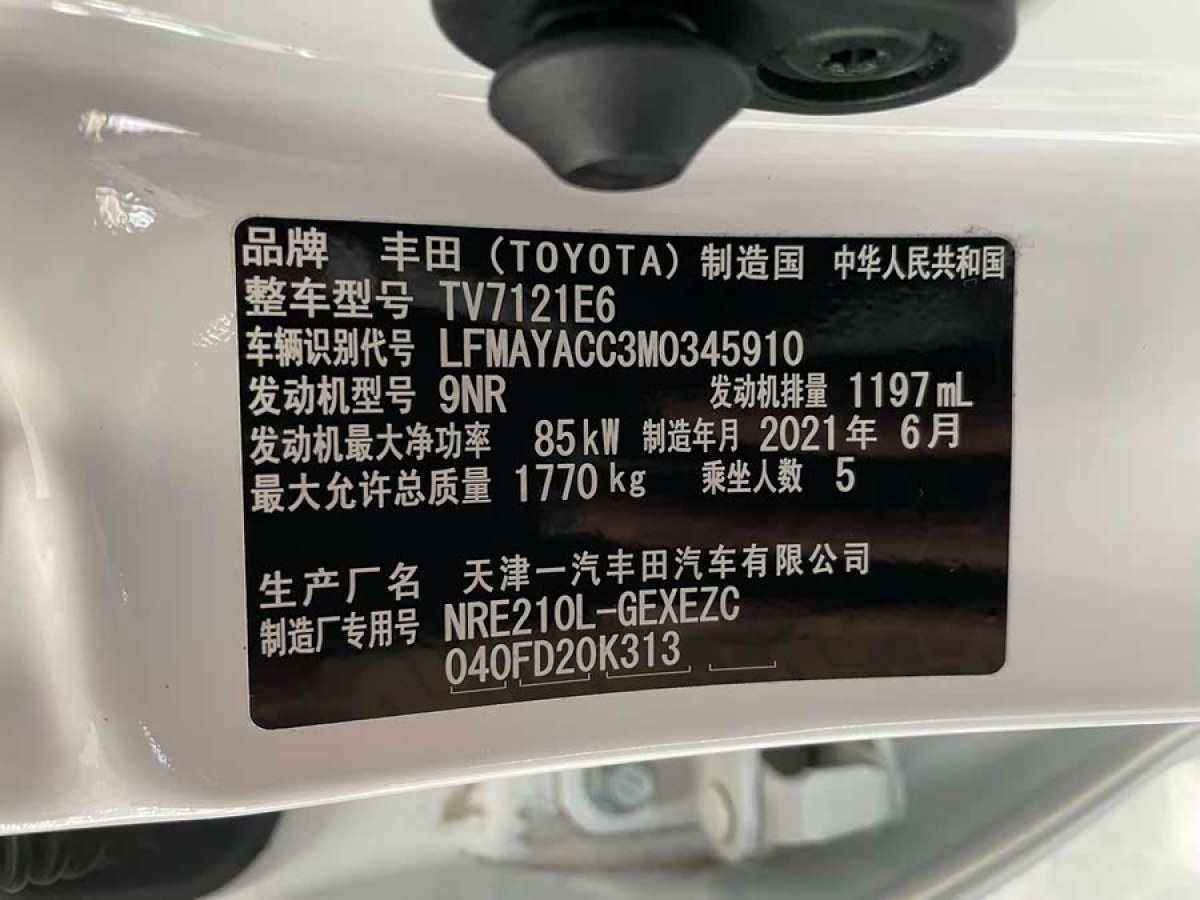 品牌 丰田（TOYOTA）制造国 中华人民共和国
整车型号 TV7121E6
车辆识别代号 LFMAYACC3M0345910
发动机型号 9NR 发动机排量 1197mL
发动机最大净功率 85kW 制造年月 2021年 6月
最大允许总质量 1770kg 乘坐人数 5
生产厂名 天津一汽丰田汽车有限公司
制造厂专用号 NRE210L-GEXEZC
040FD20K313